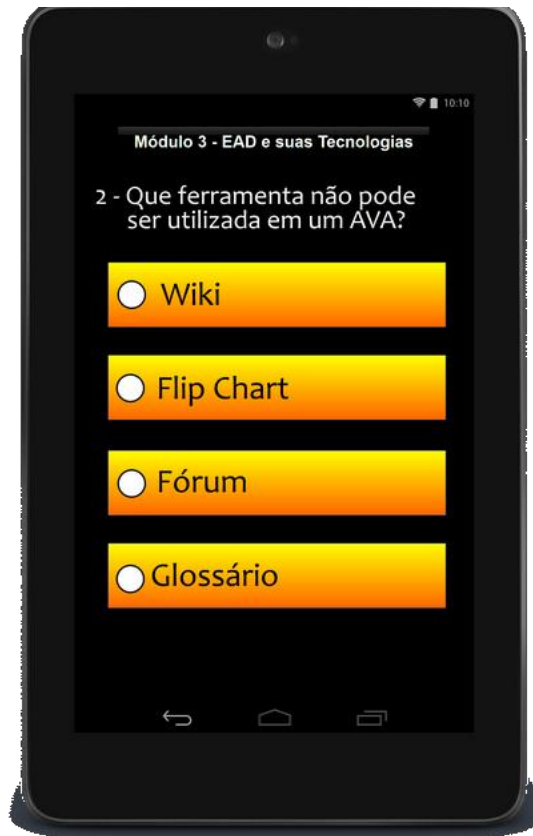 10:10
Módulo 3 - EAD e suas Tecnologias
2 - Que ferramenta não pode
ser utilizada em um AVA?
Wiki
Flip Chart
Fórum
Glossário